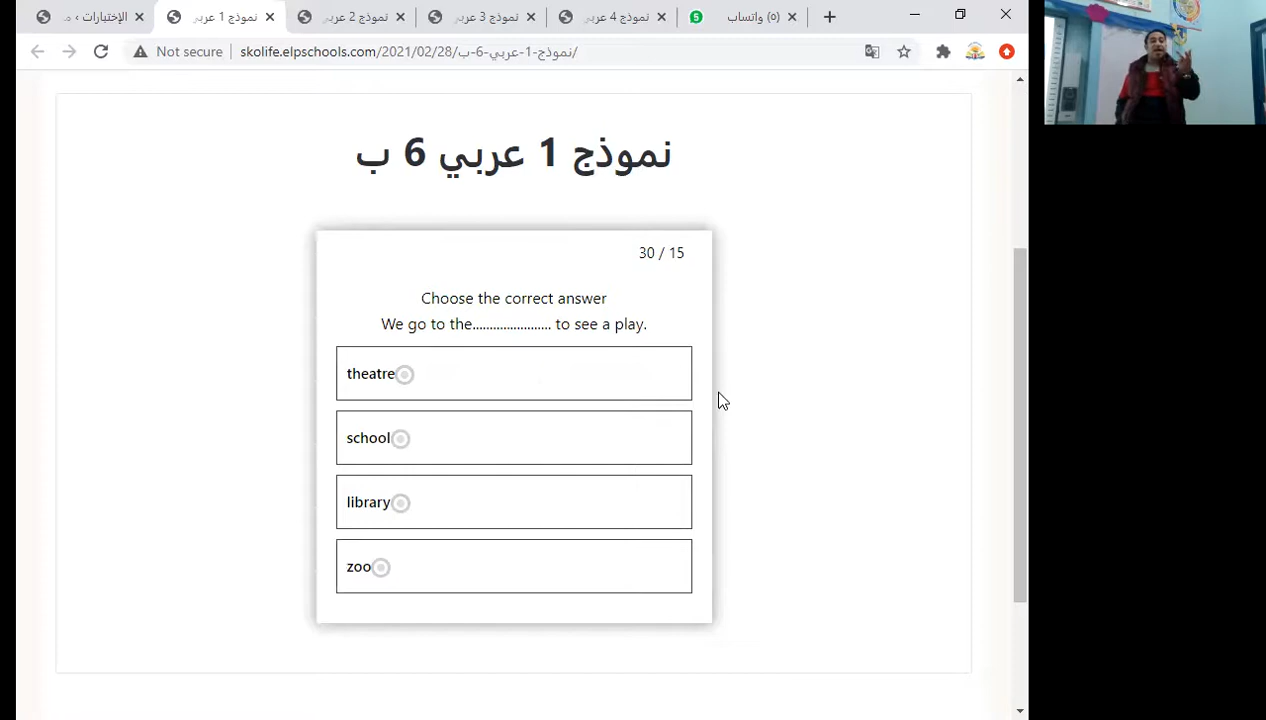 الإختبارات › م
نموذج 1 عربي
نموذج 2 عربي
نموذج 3 عربي
نموذج 4 عربي
5
(٥) واتساب
Not secure
skolife.elpschools.com/2021/02/28/نموذج-1-عربي-6-ب/
نموذج 1 عربي 6 ب
30 / 15
Choose the correct answer
We go to the....................... to see a play.
theatre
school
library
zoo